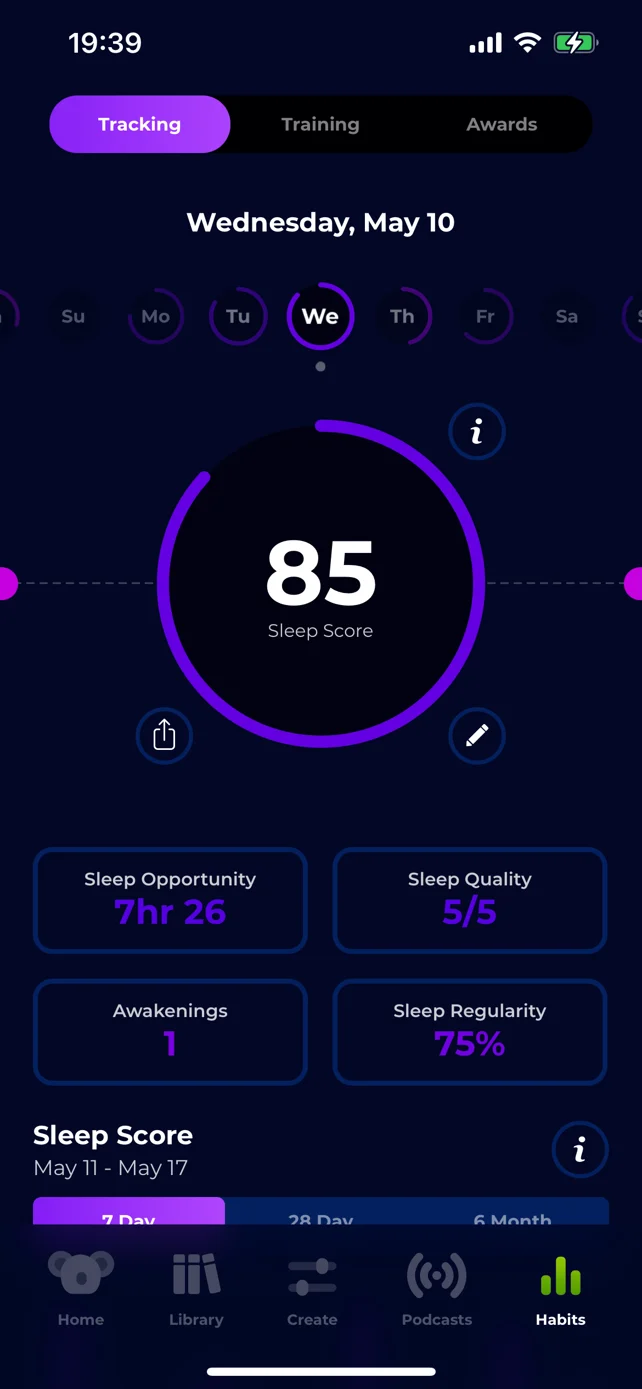 19:39
Tracking Training Awards
Wednesday, May 10
Su Mo Tu We Th Fr Sa
85
Sleep Score
Sleep Opportunity Sleep Quality
7hr 26 5/5
Awakenings Sleep Regularity
1 75%
Sleep Score
May 11 - May 17
7 Day 28 Day 6 Month
Home Library Create Podcasts Habits